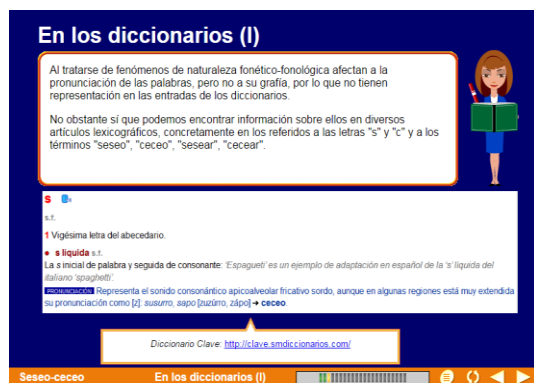 En los diccionarios (I)
Al tratarse de fenómenos de naturaleza fonético-fonológica afectan a la
pronunciación de las palabras, pero no a su grafía, por lo que no tienen
representación en las entradas de los diccionarios.
No obstante sí que podemos encontrar información sobre ellos en diversos
artículos lexicográficos, concretamente en los referidos a las letras "s" y "c" y a los
términos "seseo", "ceceo", "sesear", "cecear".
s
s.f.
1 Vigésima letra del abecedario.
● s líquida s.f.
La s inicial de palabra y seguida de consonante: 'Espagueti' es un ejemplo de adaptación en español de la 's' líquida del
italiano 'spaghetti'.
PRONUNCIACIÓN Representa el sonido consonántico apicoalveolar fricativo sordo, aunque en algunas regiones está muy extendida
su pronunciación como [z]: susurro, sapo [zuzúrro, zápo] → ceceo.
Diccionario Clave: http://clave.smdiccionarios.com/
Seseo-ceceo En los diccionarios (I)